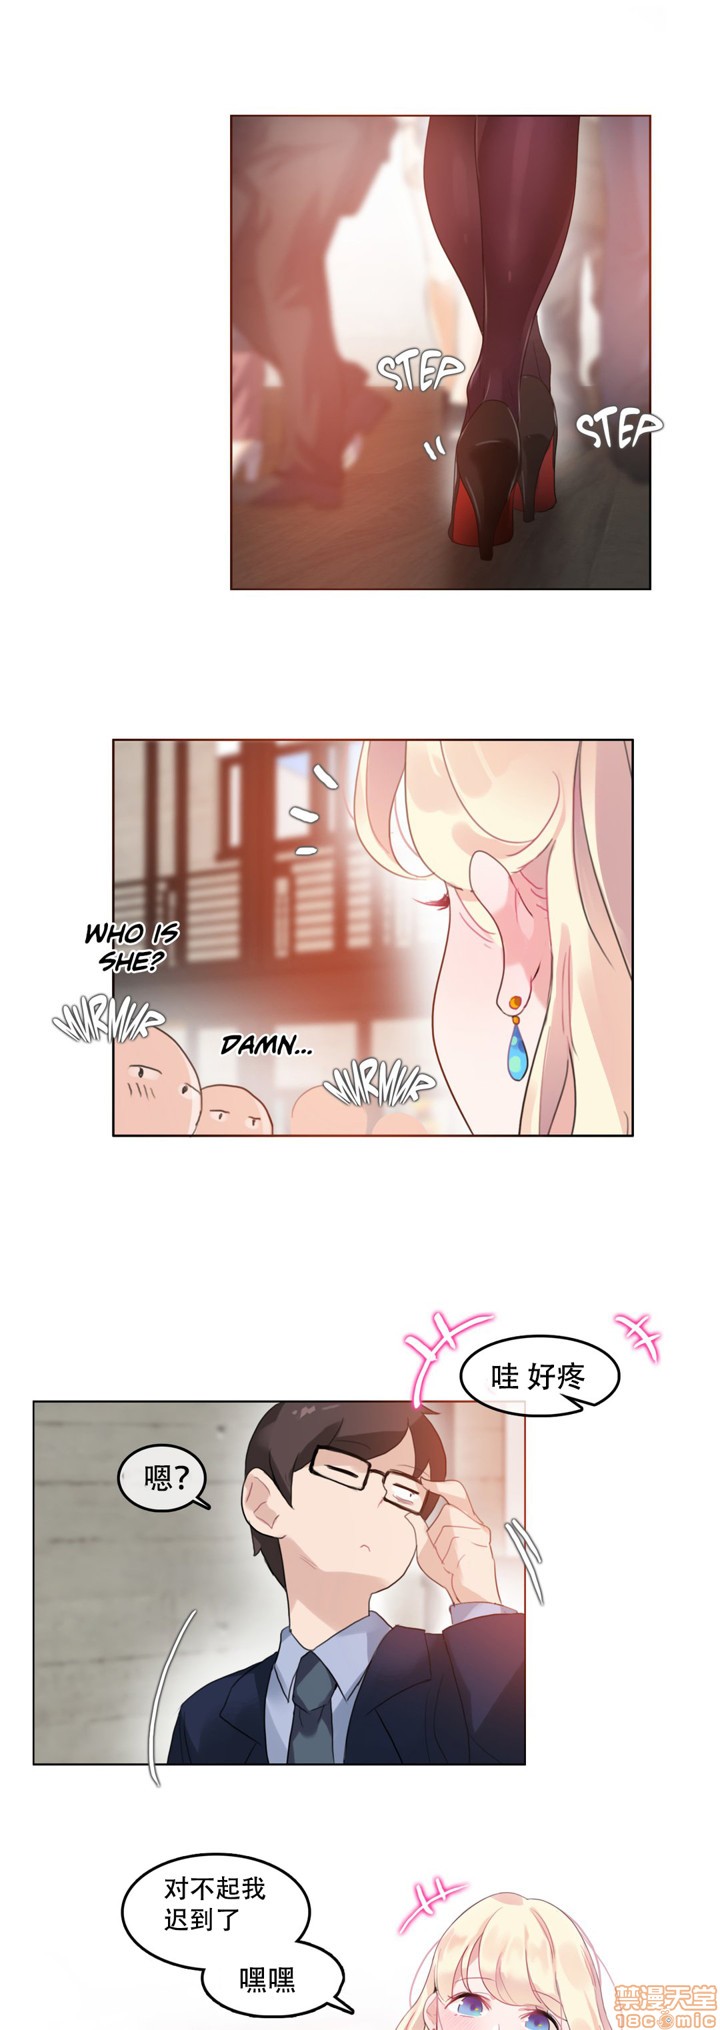 STEP
STEP
WHO IS
SHE?
MURMUR
DAMN...
MURMUR
哇 好疼
嗯?
对不起我
迟到了
嘿嘿
禁漫天堂
18comic